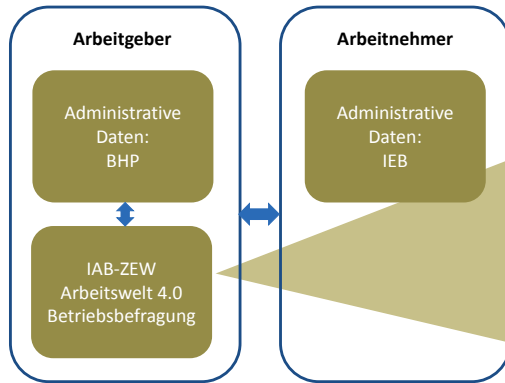 Arbeitgeber
Administrative
Daten:
BHP
IAB-ZEW
Arbeitswelt 4.0
Betriebsbefragung
Arbeitnehmer
Administrative
Daten:
IEB